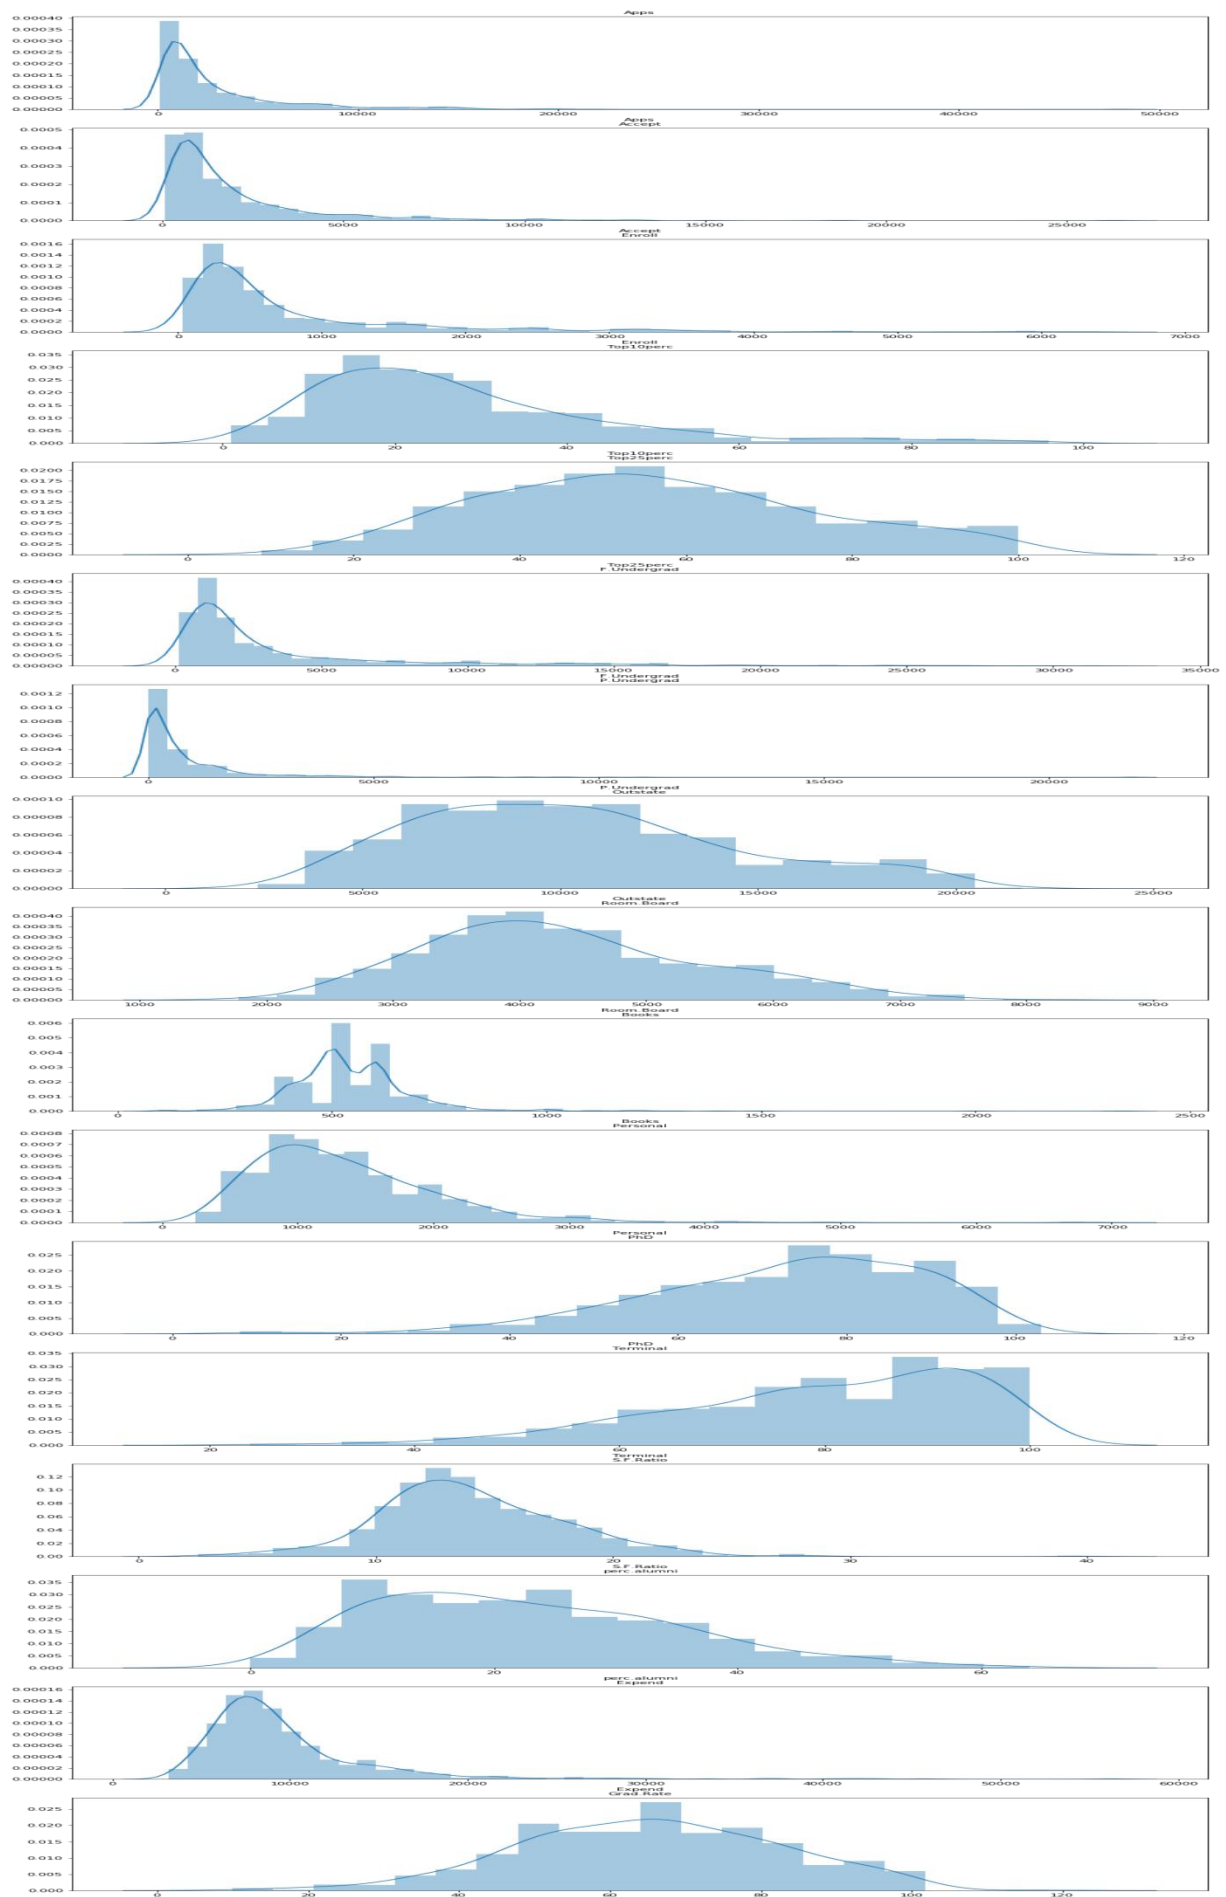 Apps
0.00040
0.00035
0.00030
0.00025
0.00020
0.00015
0.00010
0.00005
0.00000
0 10000 20000 30000 40000 50000
Apps
Accept
0.0005
0.0004
0.0003
0.0002
0.0001
0.0000
0 5000 10000 15000 20000 25000
Accept
Enroll
0.0016
0.0014
0.0012
0.0010
0.0008
0.0006
0.0004
0.0002
0.0000
0 1000 2000 3000 4000 5000 6000 7000
Enroll
Top10perc
0.035
0.030
0.025
0.020
0.015
0.010
0.005
0.000
0 20 40 60 80 100
Top10perc
Top25perc
0.0200
0.0175
0.0150
0.0125
0.0100
0.0075
0.0050
0.0025
0.0000
0 20 40 60 80 100 120
Top25perc
F.Undergrad
0.00040
0.00035
0.00030
0.00025
0.00020
0.00015
0.00010
0.00005
0.00000
0 5000 10000 15000 20000 25000 30000 35000
F.Undergrad
P.Undergrad
0.0012
0.0010
0.0008
0.0006
0.0004
0.0002
0.0000
0 5000 10000 15000 20000
P.Undergrad
Outstate
0.00010
0.00008
0.00006
0.00004
0.00002
0.00000
0 5000 10000 15000 20000 25000
Outstate
Room.Board
0.00040
0.00035
0.00030
0.00025
0.00020
0.00015
0.00010
0.00005
0.00000
1000 2000 3000 4000 5000 6000 7000 8000 9000
Room.Board
Books
0.006
0.005
0.004
0.003
0.002
0.001
0.000
0 500 1000 1500 2000 2500
Books
Personal
0.0008
0.0007
0.0006
0.0005
0.0004
0.0003
0.0002
0.0001
0.0000
0 1000 2000 3000 4000 5000 6000 7000
Personal
PhD
0.025
0.020
0.015
0.010
0.005
0.000
0 20 40 60 80 100 120
PhD
Terminal
0.035
0.030
0.025
0.020
0.015
0.010
0.005
0.000
20 40 60 80 100
Terminal
S.F.Ratio
0.12
0.10
0.08
0.06
0.04
0.02
0.00
0 10 20 30 40
S.F.Ratio
perc.alumni
0.035
0.030
0.025
0.020
0.015
0.010
0.005
0.000
0 20 40 60
perc.alumni
Expend
0.00016
0.00014
0.00012
0.00010
0.00008
0.00006
0.00004
0.00002
0.00000
0 10000 20000 30000 40000 50000 60000
Expend
Grad.Rate
0.025
0.020
0.015
0.010
0.005
0.000
0 20 40 60 80 100 120